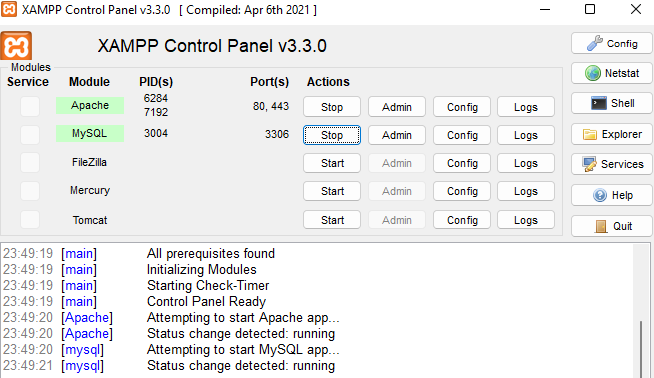 XAMPP Control Panel v3.3.0 [ Compiled: Apr 6th 2021 ]
XAMPP Control Panel v3.3.0
Config
Modules
Service Module PID(s) Port(s) Actions
Netstat
Apache 6284 7192 80, 443 Stop Admin Config Logs
Shell
MySQL 3004 3306 Stop Admin Config Logs
Explorer
FileZilla Start Admin Config Logs
Services
Mercury Start Admin Config Logs
Help
Tomcat Start Admin Config Logs
Quit
23:49:19 [main] All prerequisites found
23:49:19 [main] Initializing Modules
23:49:19 [main] Starting Check-Timer
23:49:19 [main] Control Panel Ready
23:49:20 [Apache] Attempting to start Apache app...
23:49:20 [Apache] Status change detected: running
23:49:20 [mysql] Attempting to start MySQL app...
23:49:21 [mysql] Status change detected: running